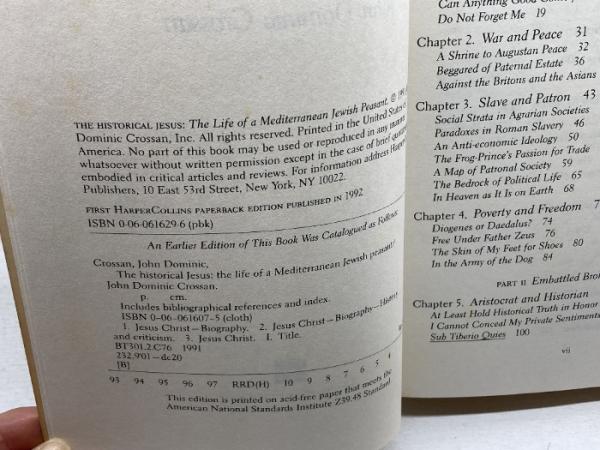 THE HISTORICAL JESUS: The Life of a Mediterranean Jewish Peasant. ©
Dominic Crossan, Inc. All rights reserved. Printed in the United States
America. No part of this book may be used or reproduced in any manner
whatsoever without written permission except in the case of brief
embodied in critical articles and reviews. For information address
Publishers, 10 East 53rd Street, New York, NY 10022.
FIRST HARPERCOLLINS PAPERBACK EDITION PUBLISHED IN 1992
ISBN 0-06-061629-6 (pbk)
An Earlier Edition of This Book Was Catalogued as Follows:
Crossan, John Dominic,
The historical Jesus: the life of a Mediterranean Jewish peasant/
John Dominic Crossan.
p. cm.
Includes bibliographical references and index.
ISBN 0-06-061607-5 (cloth)
1. Jesus Christ—Biography. 2. Jesus Christ—Biography—History
and criticism. 3. Jesus Christ. I. Title.
BT301.2C76 1991
232.901—dc20
[B]
93 94 95 96 97 RRD(H) 10 9 8 7 6 5 4
This edition is printed on acid-free paper that meets the
American National Standards Institute Z39.48 Standard.
Can Anything Good
Do Not Forget Me 19
Chapter 2. War and Peace 31
A Shrine to Augustan Peace 32
Beggared of Paternal Estate 36
Against the Britons and the Asians
Chapter 3. Slave and Patron 43
Social Strata in Agrarian Societies
Paradoxes in Roman Slavery 46
An Anti-economic Ideology 50
The Frog-Prince's Passion for Trade
A Map of Patronal Society 59
The Bedrock of Political Life 65
In Heaven as It Is on Earth 68
Chapter 4. Poverty and Freedom
Diogenes or Daedalus? 74
Free Under Father Zeus 76
The Skin of My Feet for Shoes 80
In the Army of the Dog 84
PART II Embattled
Chapter 5. Aristocrat and Historian
At Least Hold Historical Truth in Honor
I Cannot Conceal My Private
Sub Tiberio Quies 100
vii